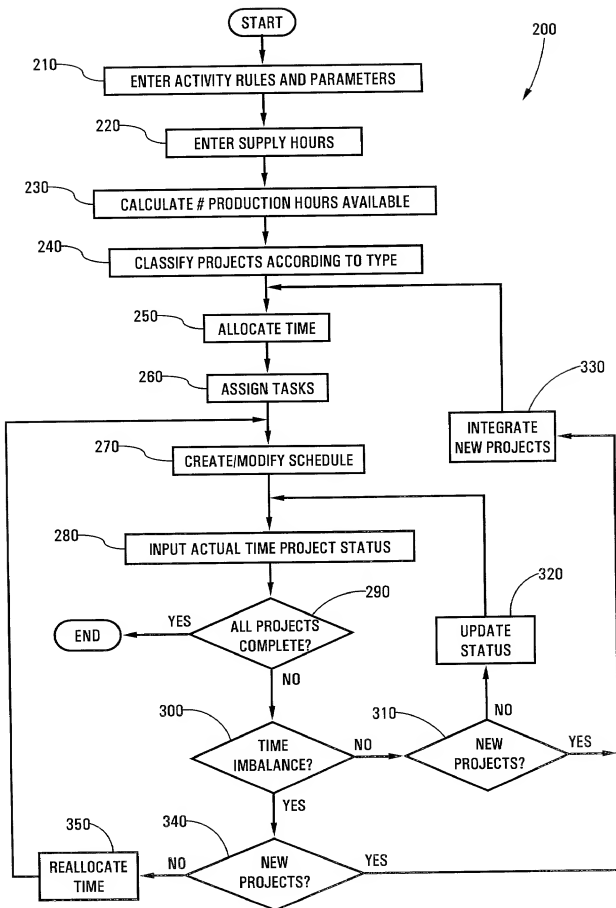 START
200
210
ENTER ACTIVITY RULES AND PARAMETERS
220
ENTER SUPPLY HOURS
230
CALCULATE # PRODUCTION HOURS AVAILABLE
240
CLASSIFY PROJECTS ACCORDING TO TYPE
250
ALLOCATE TIME
260
ASSIGN TASKS
330
INTEGRATE
NEW PROJECTS
270
CREATE/MODIFY SCHEDULE
280
INPUT ACTUAL TIME PROJECT STATUS
290
ALL PROJECTS
COMPLETE?
YES
END
NO
320
UPDATE
STATUS
300
TIME
IMBALANCE?
NO
YES
310
NEW
PROJECTS?
NO
YES
340
NEW
PROJECTS?
NO
YES
350
REALLOCATE
TIME